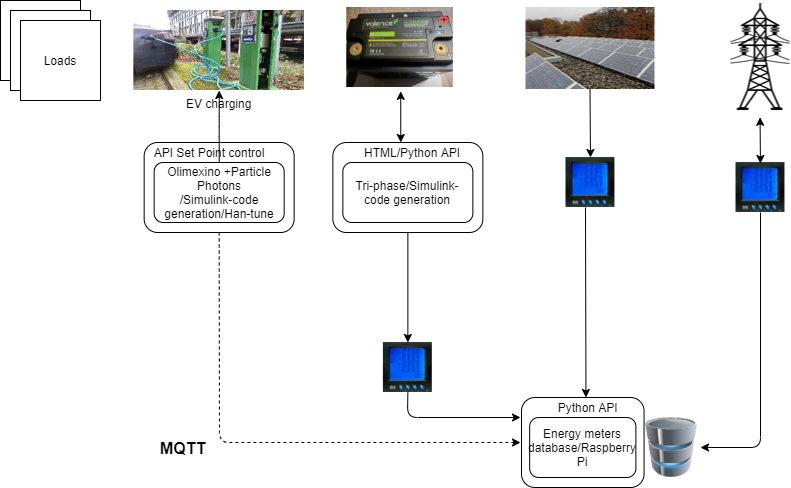 Loads
valence
EV charging
API Set Point control
Olimexino +Particle
Photons
/Simulink-code
generation/Han-tune
HTML/Python API
Tri-phase/Simulink-
code generation
Python API
Energy meters
database/Raspberry
Pi
MQTT